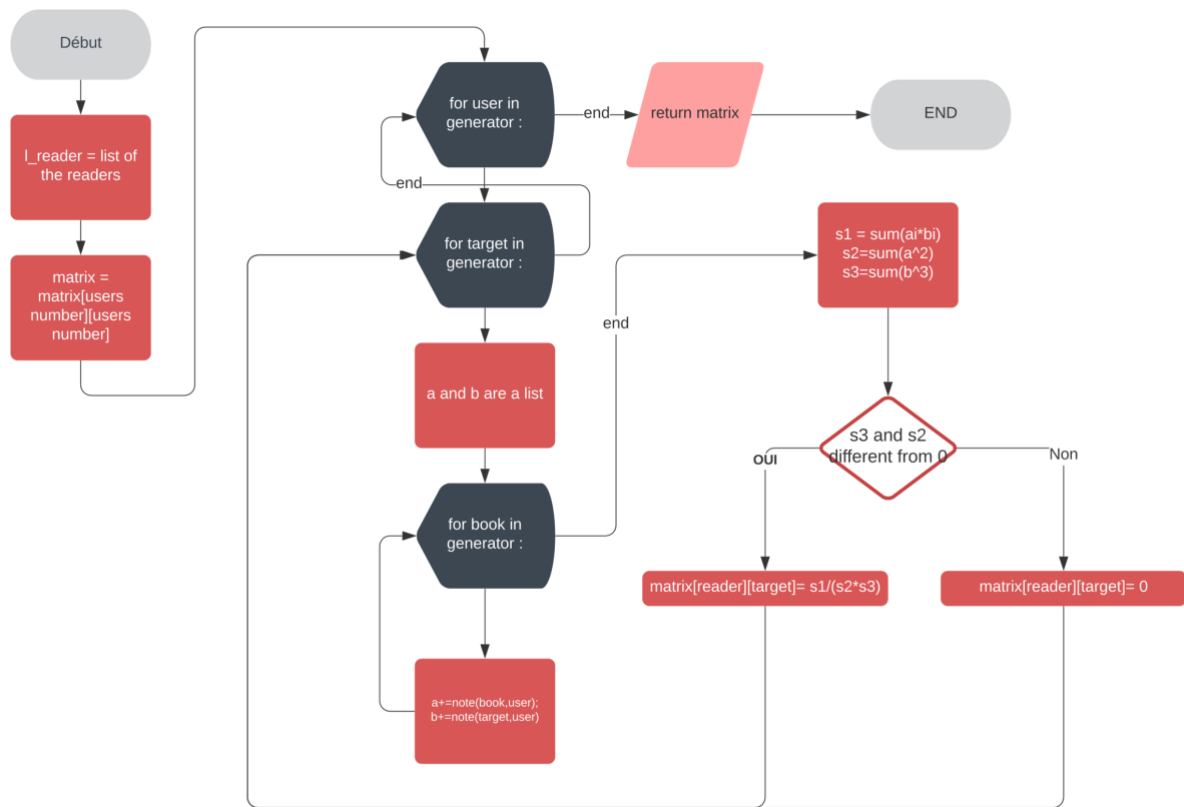 Début
l_reader = list of
the readers
matrix =
matrix[users
number][users
number]
for user in
generator :
end
return matrix
END
end
for target in
generator :
a and b are a list
for book in
generator :
a+=note(book,user);
b+=note(target,user)
end
s1 = sum(ai*bi)
s2=sum(a^2)
s3=sum(b^3)
s3 and s2
different from 0
OUI
Non
matrix[reader][target]= s1/(s2*s3)
matrix[reader][target]= 0